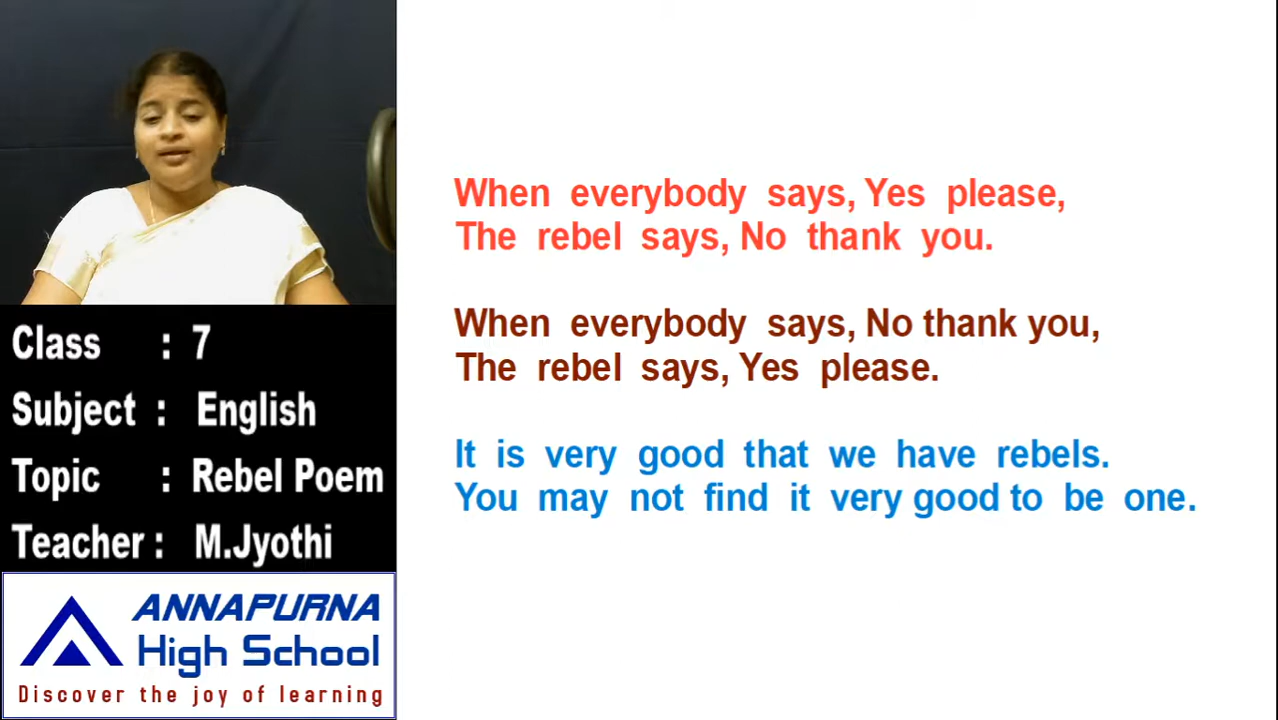 When everybody says, Yes please,
The rebel says, No thank you.
When everybody says, No thank you,
The rebel says, Yes please.
It is very good that we have rebels.
You may not find it very good to be one.
Class : 7
Subject : English
Topic : Rebel Poem
Teacher : M.Jyothi
ANNAPURNA
High School
Discover the joy of learning